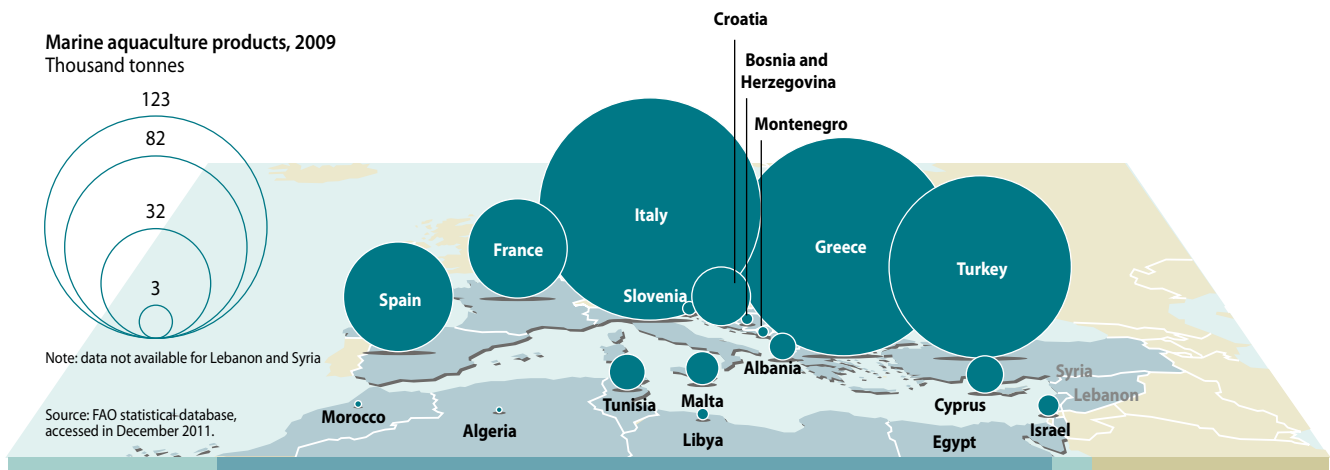 Marine aquaculture products, 2009
Thousand tonnes
123
82
32
3
Note: data not available for Lebanon and Syria
Source: FAO statistical database,
accessed in December 2011.
Croatia
Bosnia and
Herzegovina
Montenegro
Italy
Greece
Turkey
France
Spain
Slovenia
Albania
Syria
Lebanon
Tunisia
Malta
Cyprus
Morocco
Algeria
Libya
Egypt
Israel